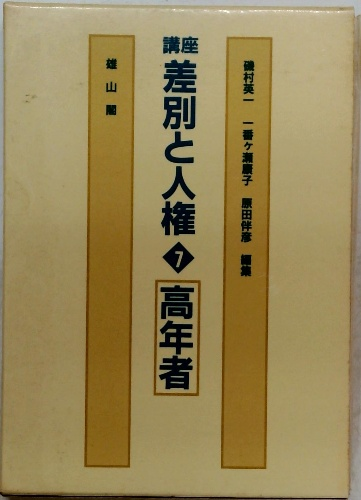 磯村英一 一番ヶ瀬康子 原田伴彦 編集
講座
差別と人権 7 高年者
雄山閣